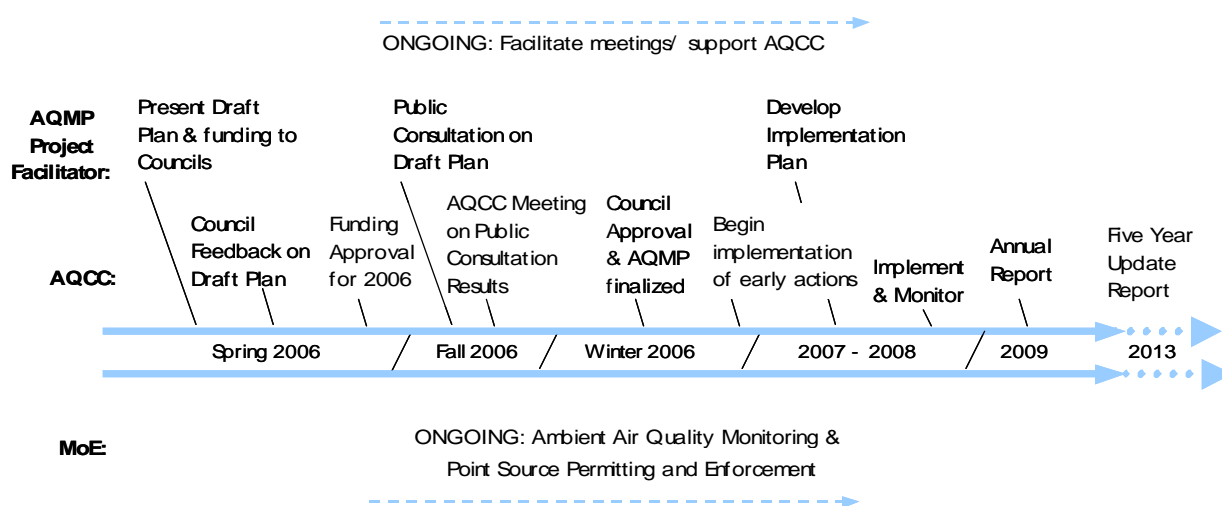 ONGOING: Facilitate meetings/ support AQCC
AQMP
Project
Facilitator:
Present Draft
Plan & funding to
Councils
Public
Consultation on
Draft Plan
Develop
Implementation
Plan
AQCC:
Council
Feedback on
Draft Plan
Funding
Approval
for 2006
AQCC Meeting
on Public
Consultation
Results
Council
Approval
& AQMP
finalized
Begin
implementation
of early actions
Implement
& Monitor
Annual
Report
Five Year
Update
Report
Spring 2006
Fall 2006
Winter 2006
2007 - 2008
2009
2013
MoE:
ONGOING: Ambient Air Quality Monitoring &
Point Source Permitting and Enforcement